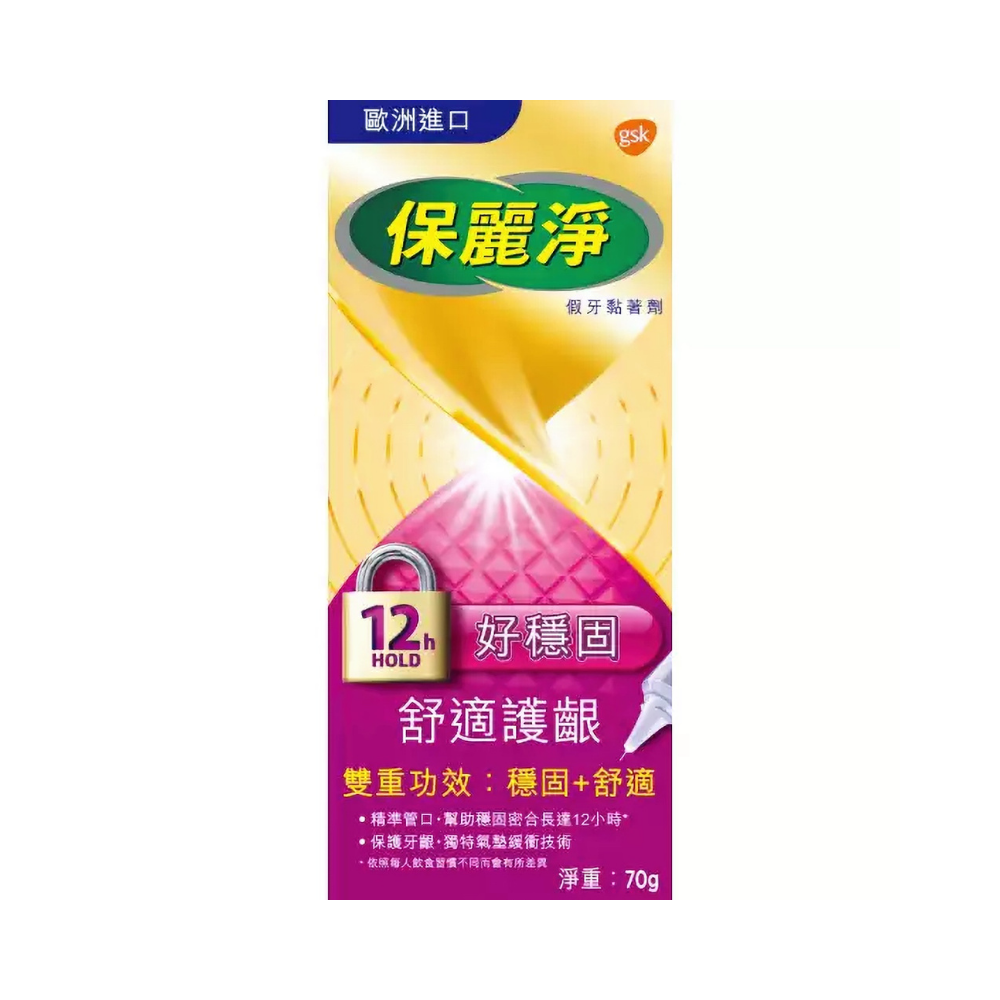 歐洲進口
gsk
保麗淨
假牙黏著劑
12h
HOLD
好穩固
舒適護齦
雙重功效：穩固+舒適
• 精準管口·幫助穩固密合長達12小時*
• 保護牙齦·獨特氣墊緩衝技術
* 依照每人飲食習慣不同而會有所差異
淨重：70g